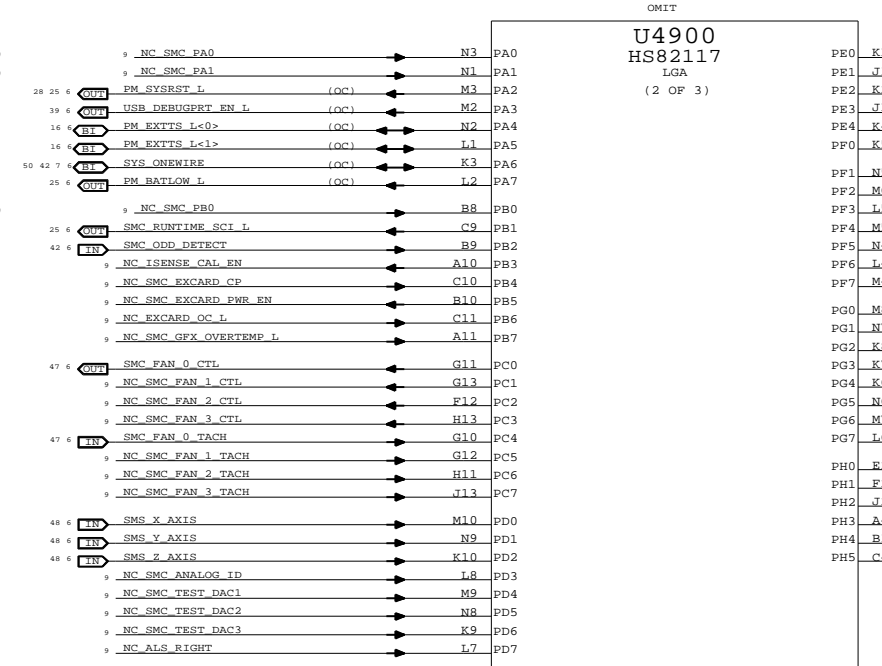 OMIT
U4900
HS82117
LGA
(2 OF 3)
9 NC_SMC_PA0 N3 PA0 PE0
9 NC_SMC_PA1 N1 PA1 PE1
28 25 6 OUT PM_SYSRST_L (OC) M3 PA2 PE2
39 6 OUT USB_DEBUGPRT_EN_L (OC) M2 PA3 PE3
16 6 BI PM_EXTTS_L<0> (OC) N2 PA4 PE4
16 6 BI PM_EXTTS_L<1> (OC) L1 PA5 PF0
50 42 7 6 BI SYS_ONEWIRE (OC) K3 PA6 PF1
25 6 OUT PM_BATLOW_L (OC) L2 PA7 PF2
9 NC_SMC_PB0 B8 PB0 PF3
25 6 OUT SMC_RUNTIME_SCI_L C9 PB1 PF4
42 6 IN SMC_ODD_DETECT B9 PB2 PF5
9 NC_ISENSE_CAL_EN A10 PB3 PF6
9 NC_SMC_EXCARD_CP C10 PB4 PF7
9 NC_SMC_EXCARD_PWR_EN B10 PB5 PG0
9 NC_EXCARD_OC_L C11 PB6 PG1
9 NC_SMC_GFX_OVERTEMP_L A11 PB7 PG2
47 6 OUT SMC_FAN_0_CTL G11 PC0 PG3
9 NC_SMC_FAN_1_CTL G13 PC1 PG4
9 NC_SMC_FAN_2_CTL F12 PC2 PG5
9 NC_SMC_FAN_3_CTL H13 PC3 PG6
47 6 IN SMC_FAN_0_TACH G10 PC4 PG7
9 NC_SMC_FAN_1_TACH G12 PC5 PH0
9 NC_SMC_FAN_2_TACH H11 PC6 PH1
9 NC_SMC_FAN_3_TACH J13 PC7 PH2
48 6 IN SMS_X_AXIS M10 PD0 PH3
48 6 IN SMS_Y_AXIS N9 PD1 PH4
48 6 IN SMS_Z_AXIS K10 PD2 PH5
9 NC_SMC_ANALOG_ID L8 PD3
9 NC_SMC_TEST_DAC1 M9 PD4
9 NC_SMC_TEST_DAC2 N8 PD5
9 NC_SMC_TEST_DAC3 K9 PD6
9 NC_ALS_RIGHT L7 PD7